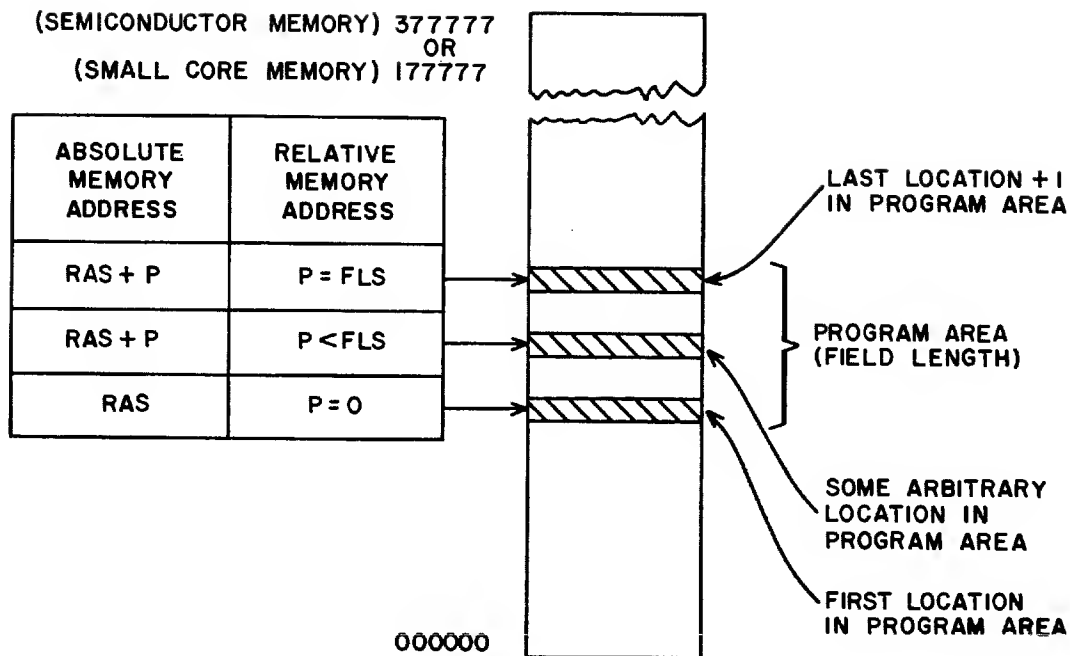 (SEMICONDUCTOR MEMORY) 377777
OR
(SMALL CORE MEMORY) 177777
ABSOLUTE
MEMORY
ADDRESS
RELATIVE
MEMORY
ADDRESS
RAS + P
P = FLS
RAS + P
P < FLS
RAS
P = 0
LAST LOCATION + 1
IN PROGRAM AREA
PROGRAM AREA
(FIELD LENGTH)
SOME ARBITRARY
LOCATION IN
PROGRAM AREA
FIRST LOCATION
IN PROGRAM AREA
000000